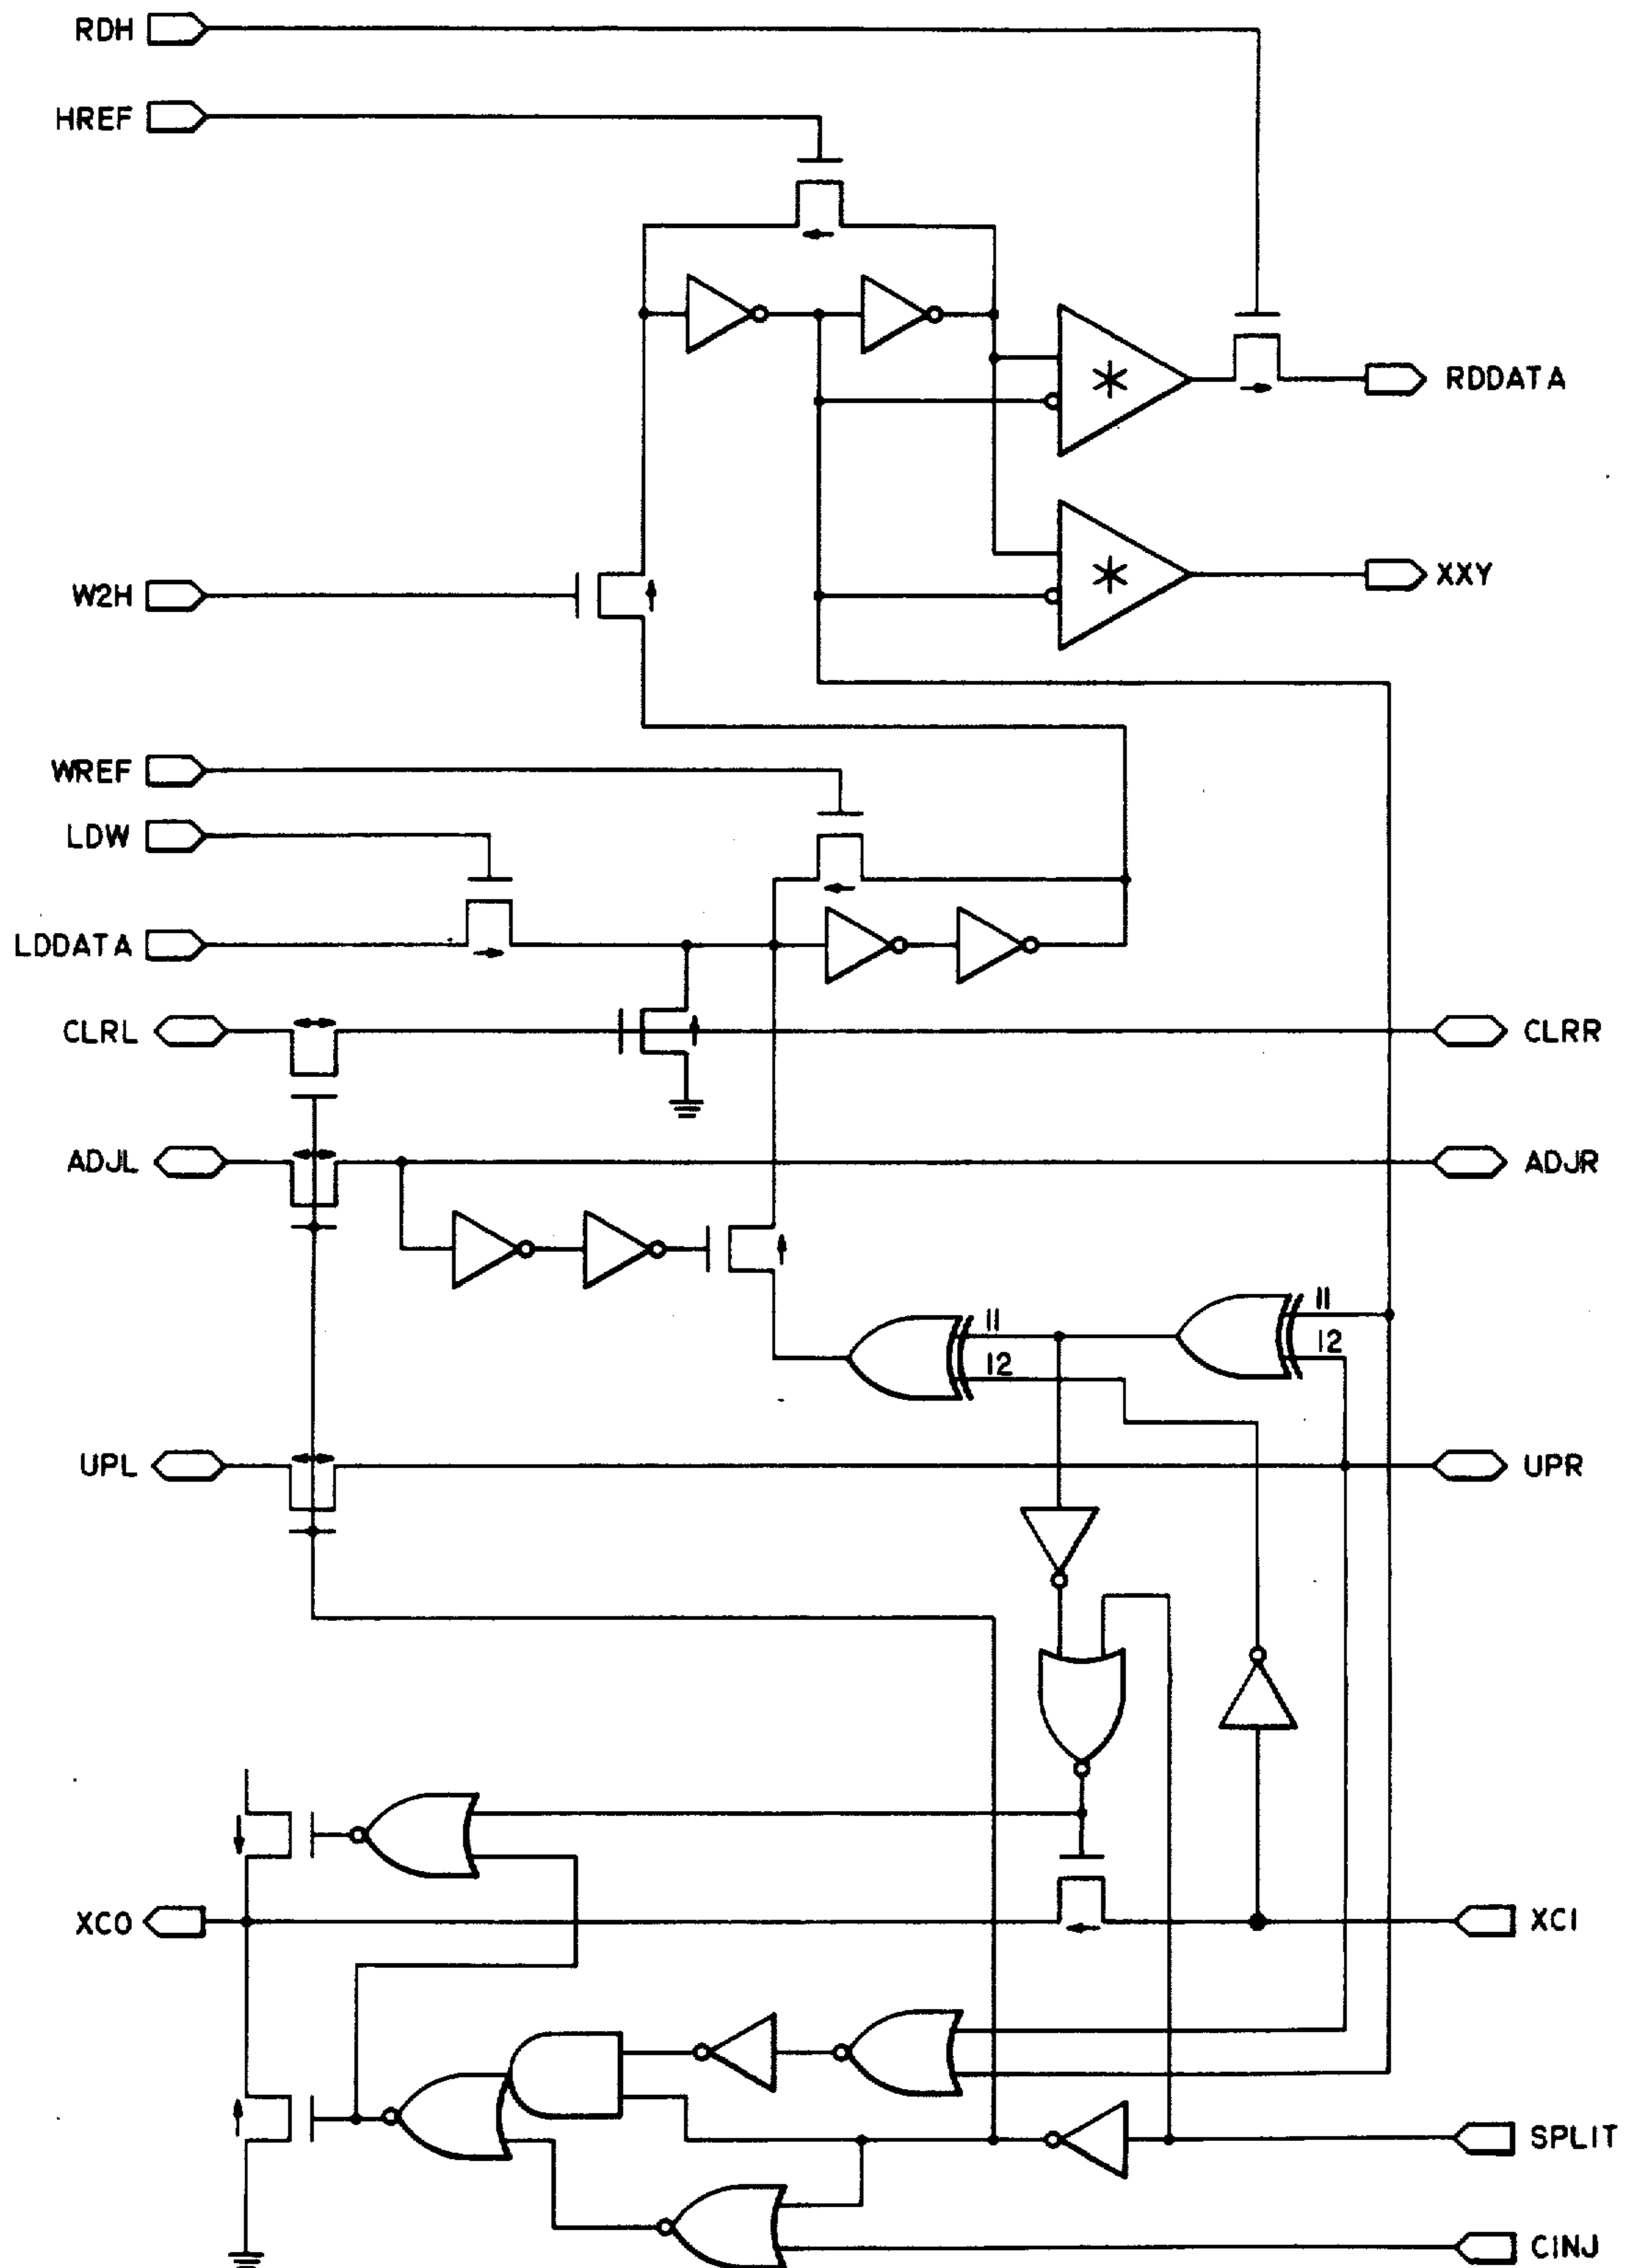 RDH
HREF
RDDATA
XXY
W2H
WREF
LDW
LDDATA
CLRL
CLRR
ADJL
ADJR
I1
I2
I1
I2
UPL
UPR
XCO
XCI
SPLIT
CINJ